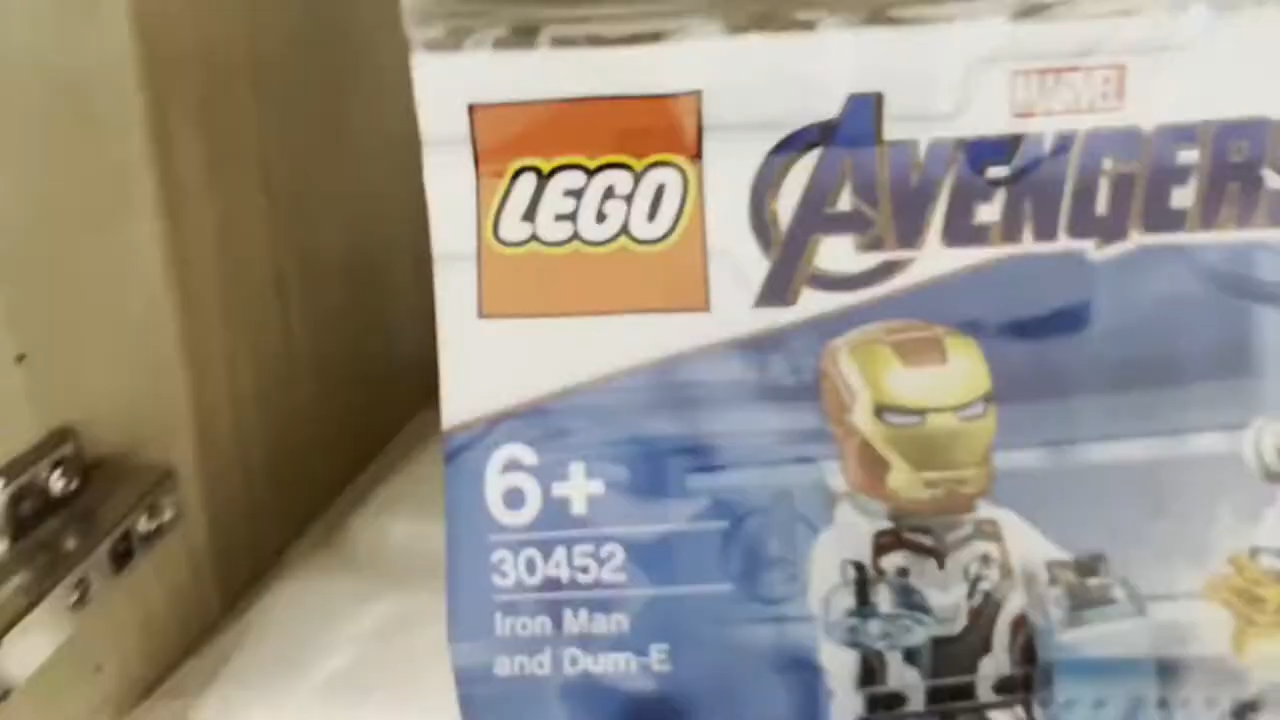 LEGO
MARVEL
AVENGERS
6+
30452
Iron Man
and Dum-E